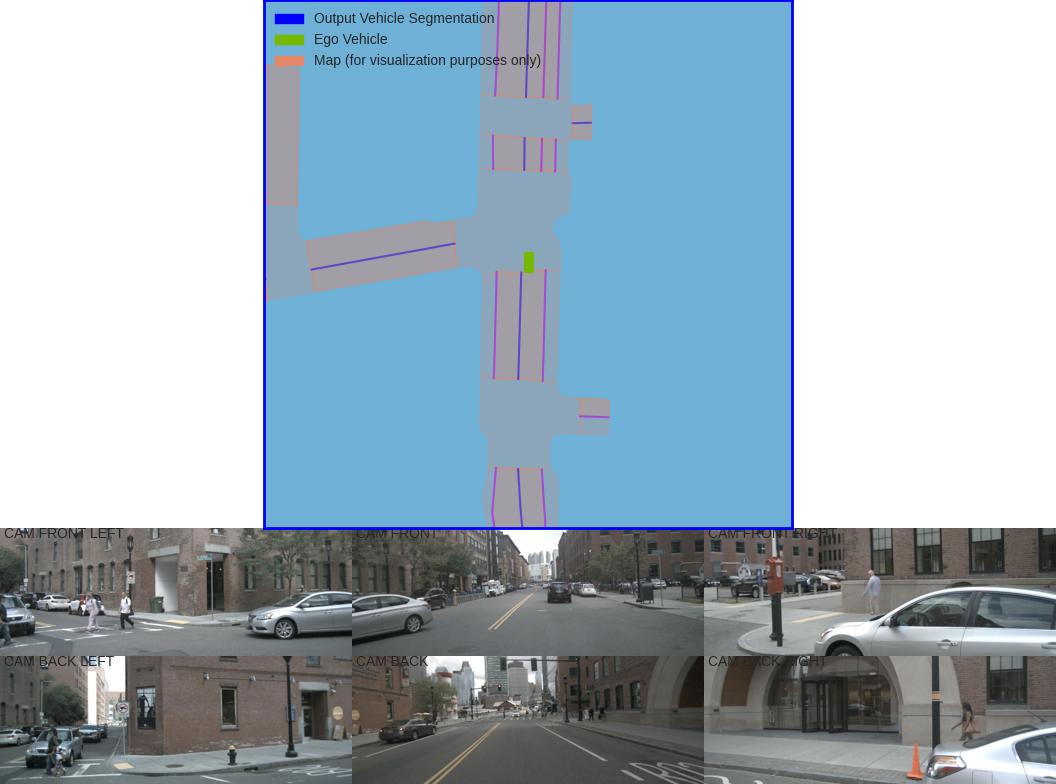 Output Vehicle Segmentation
Ego Vehicle
Map (for visualization purposes only)
CAM FRONT LEFT
CAM FRONT
CAM FRONT RIGHT
CAM BACK LEFT
CAM BACK
CAM BACK RIGHT